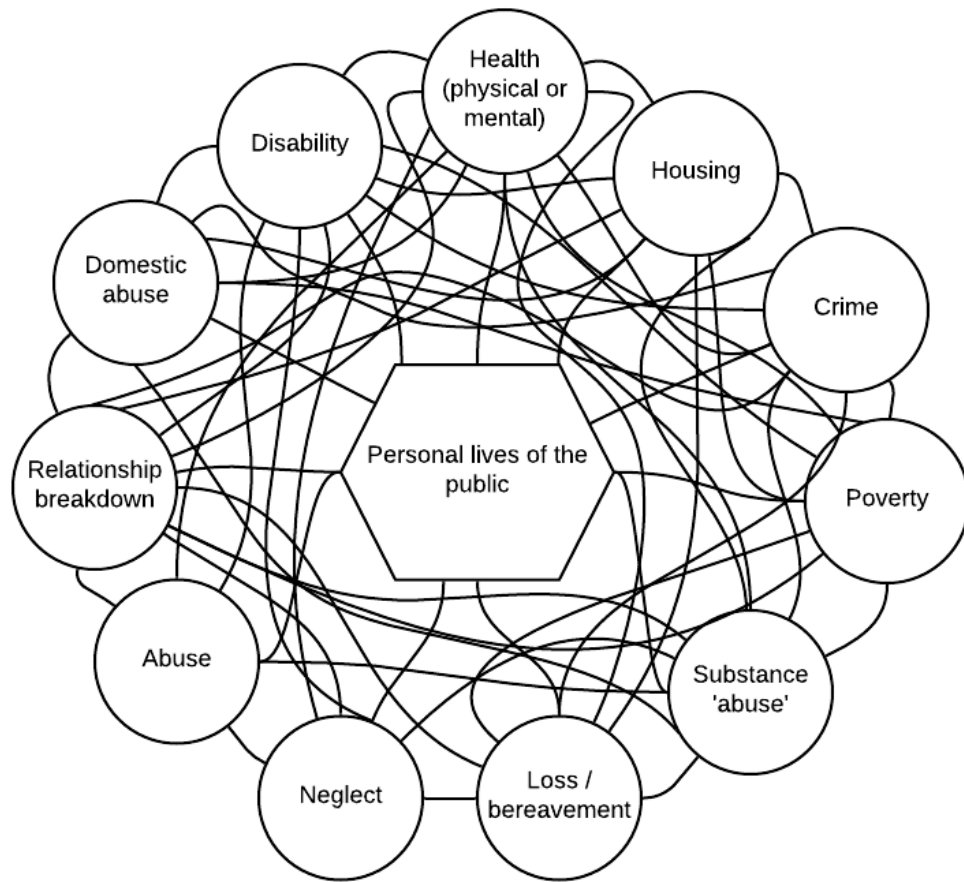 Health
(physical or
mental)
Disability
Housing
Domestic
abuse
Crime
Personal lives of the
public
Relationship
breakdown
Poverty
Abuse
Substance
'abuse'
Neglect
Loss /
bereavement